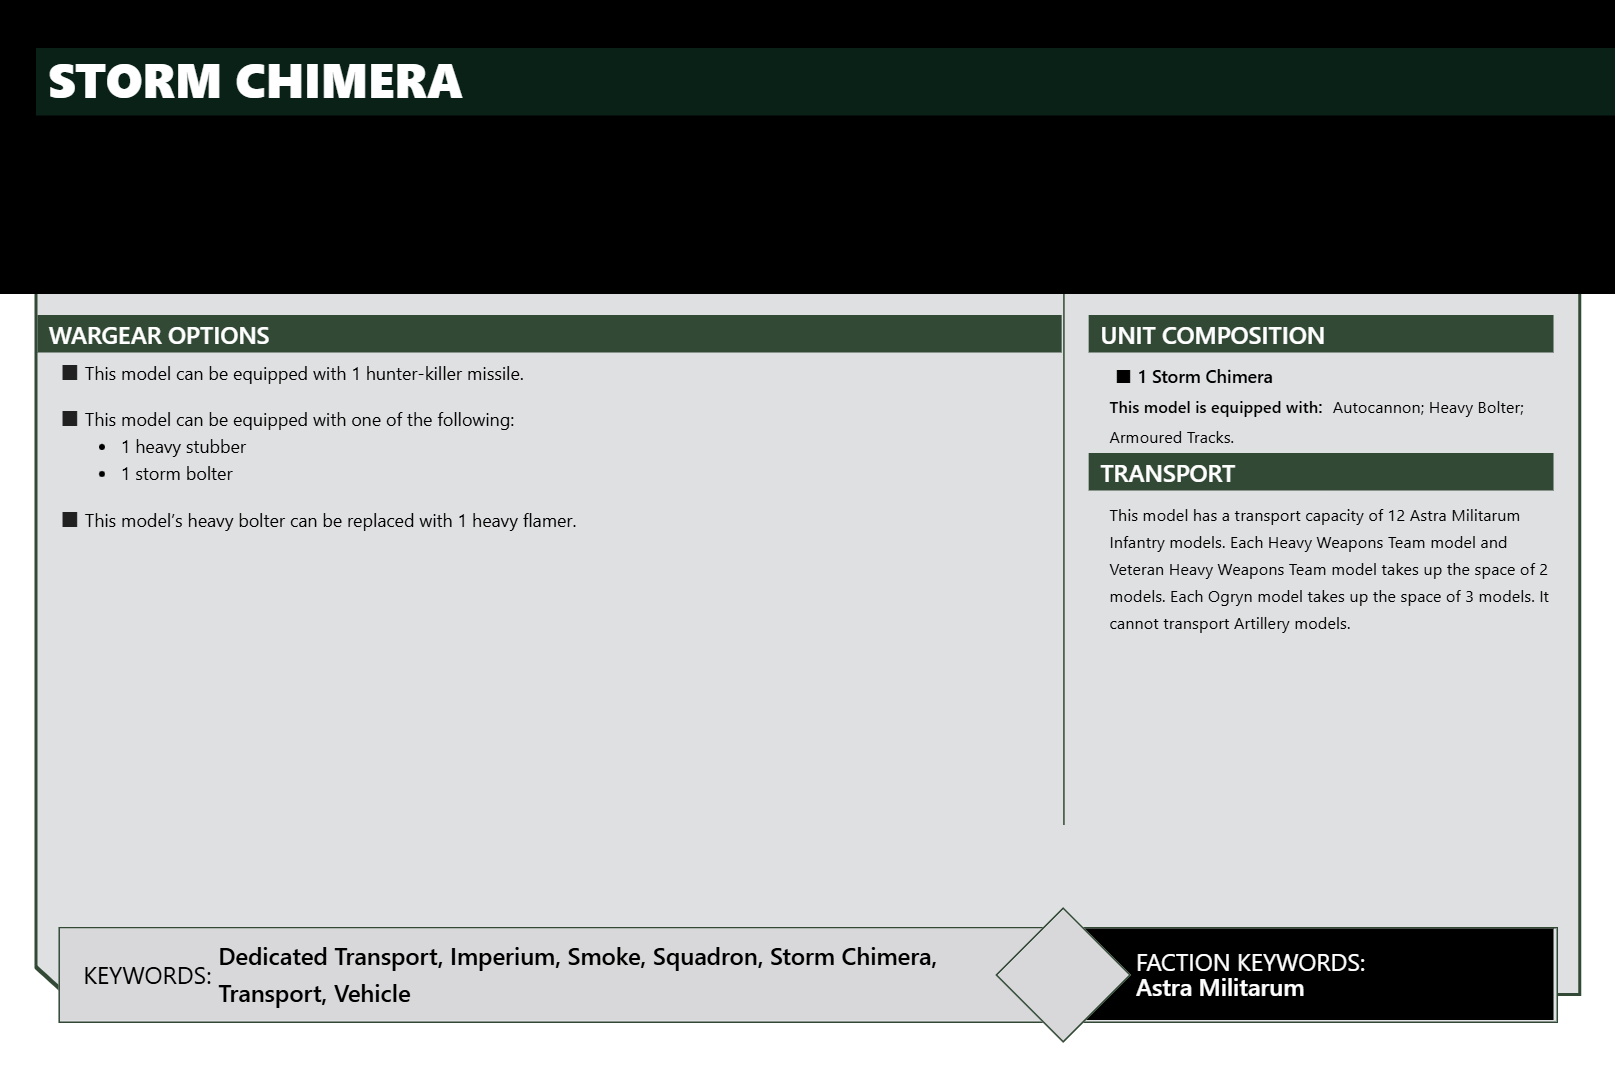 STORM CHIMERA
WARGEAR OPTIONS
■ This model can be equipped with 1 hunter-killer missile.
■ This model can be equipped with one of the following:
• 1 heavy stubber
• 1 storm bolter
■ This model’s heavy bolter can be replaced with 1 heavy flamer.
UNIT COMPOSITION
■ 1 Storm Chimera
This model is equipped with: Autocannon; Heavy Bolter;
Armoured Tracks.
TRANSPORT
This model has a transport capacity of 12 Astra Militarum
Infantry models. Each Heavy Weapons Team model and
Veteran Heavy Weapons Team model takes up the space of 2
models. Each Ogryn model takes up the space of 3 models. It
cannot transport Artillery models.
KEYWORDS: Dedicated Transport, Imperium, Smoke, Squadron, Storm Chimera,
Transport, Vehicle
FACTION KEYWORDS:
Astra Militarum